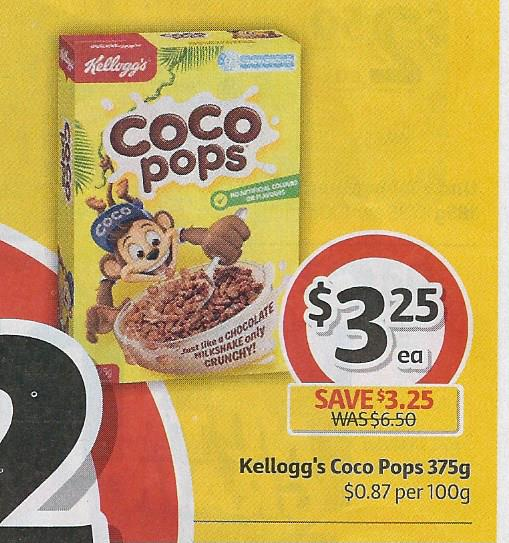 Kellogg's
COCO
pops
NO ARTIFICIAL COLOURS
OR FLAVOURS
COCO
Just like a CHOCOLATE
MILKSHAKE only
CRUNCHY!
$3.25
ea
SAVE $3.25
WAS $6.50
2
Kellogg's Coco Pops 375g
$0.87 per 100g